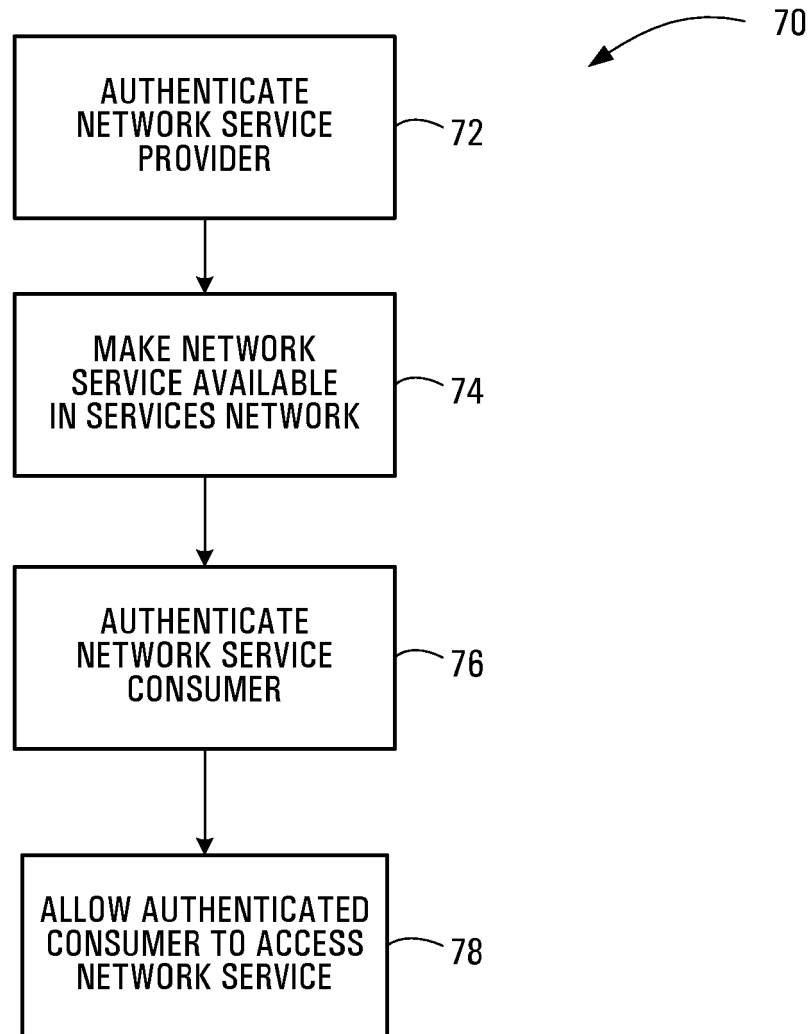 70
AUTHENTICATE
NETWORK SERVICE
PROVIDER
72
MAKE NETWORK
SERVICE AVAILABLE
IN SERVICES NETWORK
74
AUTHENTICATE
NETWORK SERVICE
CONSUMER
76
ALLOW AUTHENTICATED
CONSUMER TO ACCESS
NETWORK SERVICE
78